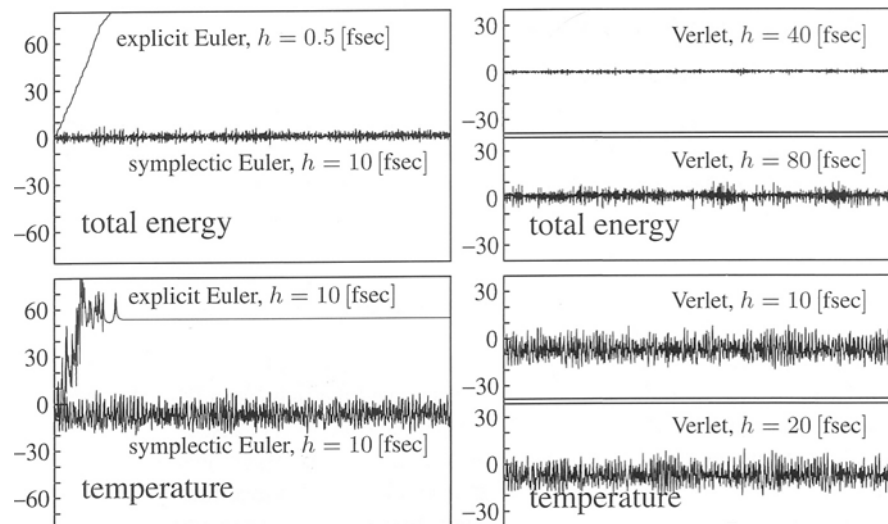 60
explicit Euler, h = 0.5 [fsec]
30
0
symplectic Euler, h = 10 [fsec]
−30
total energy
−60
30
Verlet, h = 40 [fsec]
0
−30
30
Verlet, h = 80 [fsec]
0
−30
total energy
60
explicit Euler, h = 10 [fsec]
30
0
−30
symplectic Euler, h = 10 [fsec]
−60
temperature
30
Verlet, h = 10 [fsec]
0
−30
30
Verlet, h = 20 [fsec]
0
−30
temperature